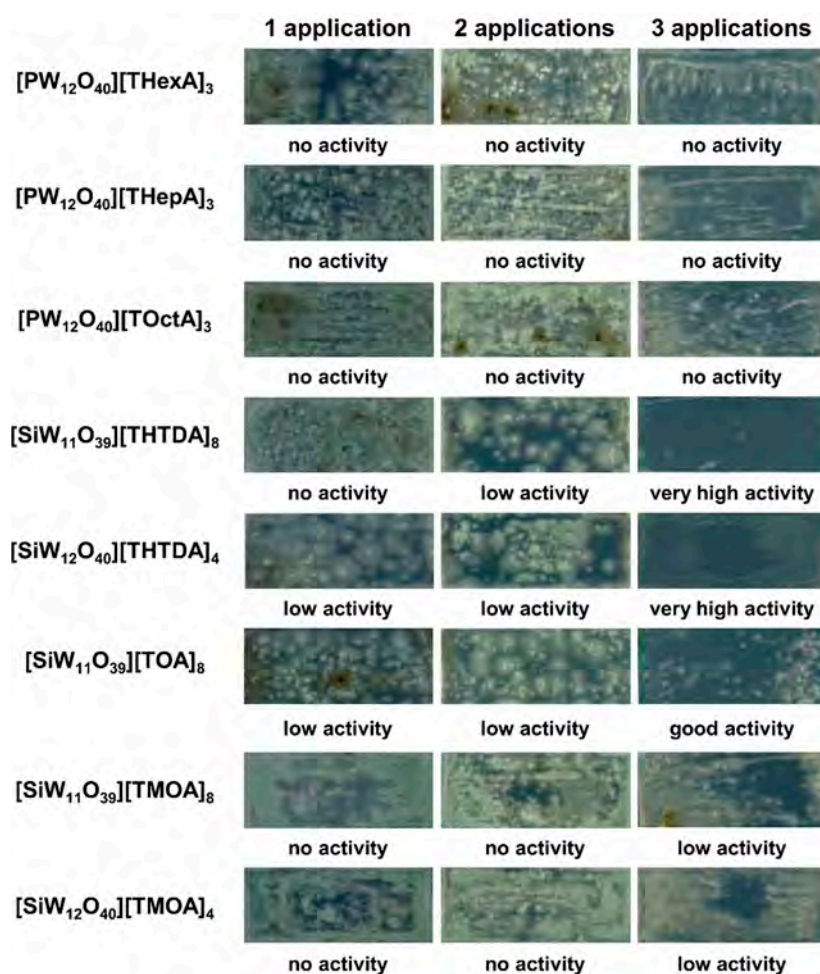 1 application 2 applications 3 applications
[PW₁₂O₄₀][THexA]₃
no activity no activity no activity
[PW₁₂O₄₀][THepA]₃
no activity no activity no activity
[PW₁₂O₄₀][TOctA]₃
no activity no activity no activity
[SiW₁₁O₃₉][THTDA]₈
no activity low activity very high activity
[SiW₁₂O₄₀][THTDA]₄
low activity low activity very high activity
[SiW₁₁O₃₉][TOA]₈
low activity low activity good activity
[SiW₁₁O₃₉][TMOA]₈
no activity no activity low activity
[SiW₁₂O₄₀][TMOA]₄
no activity no activity low activity